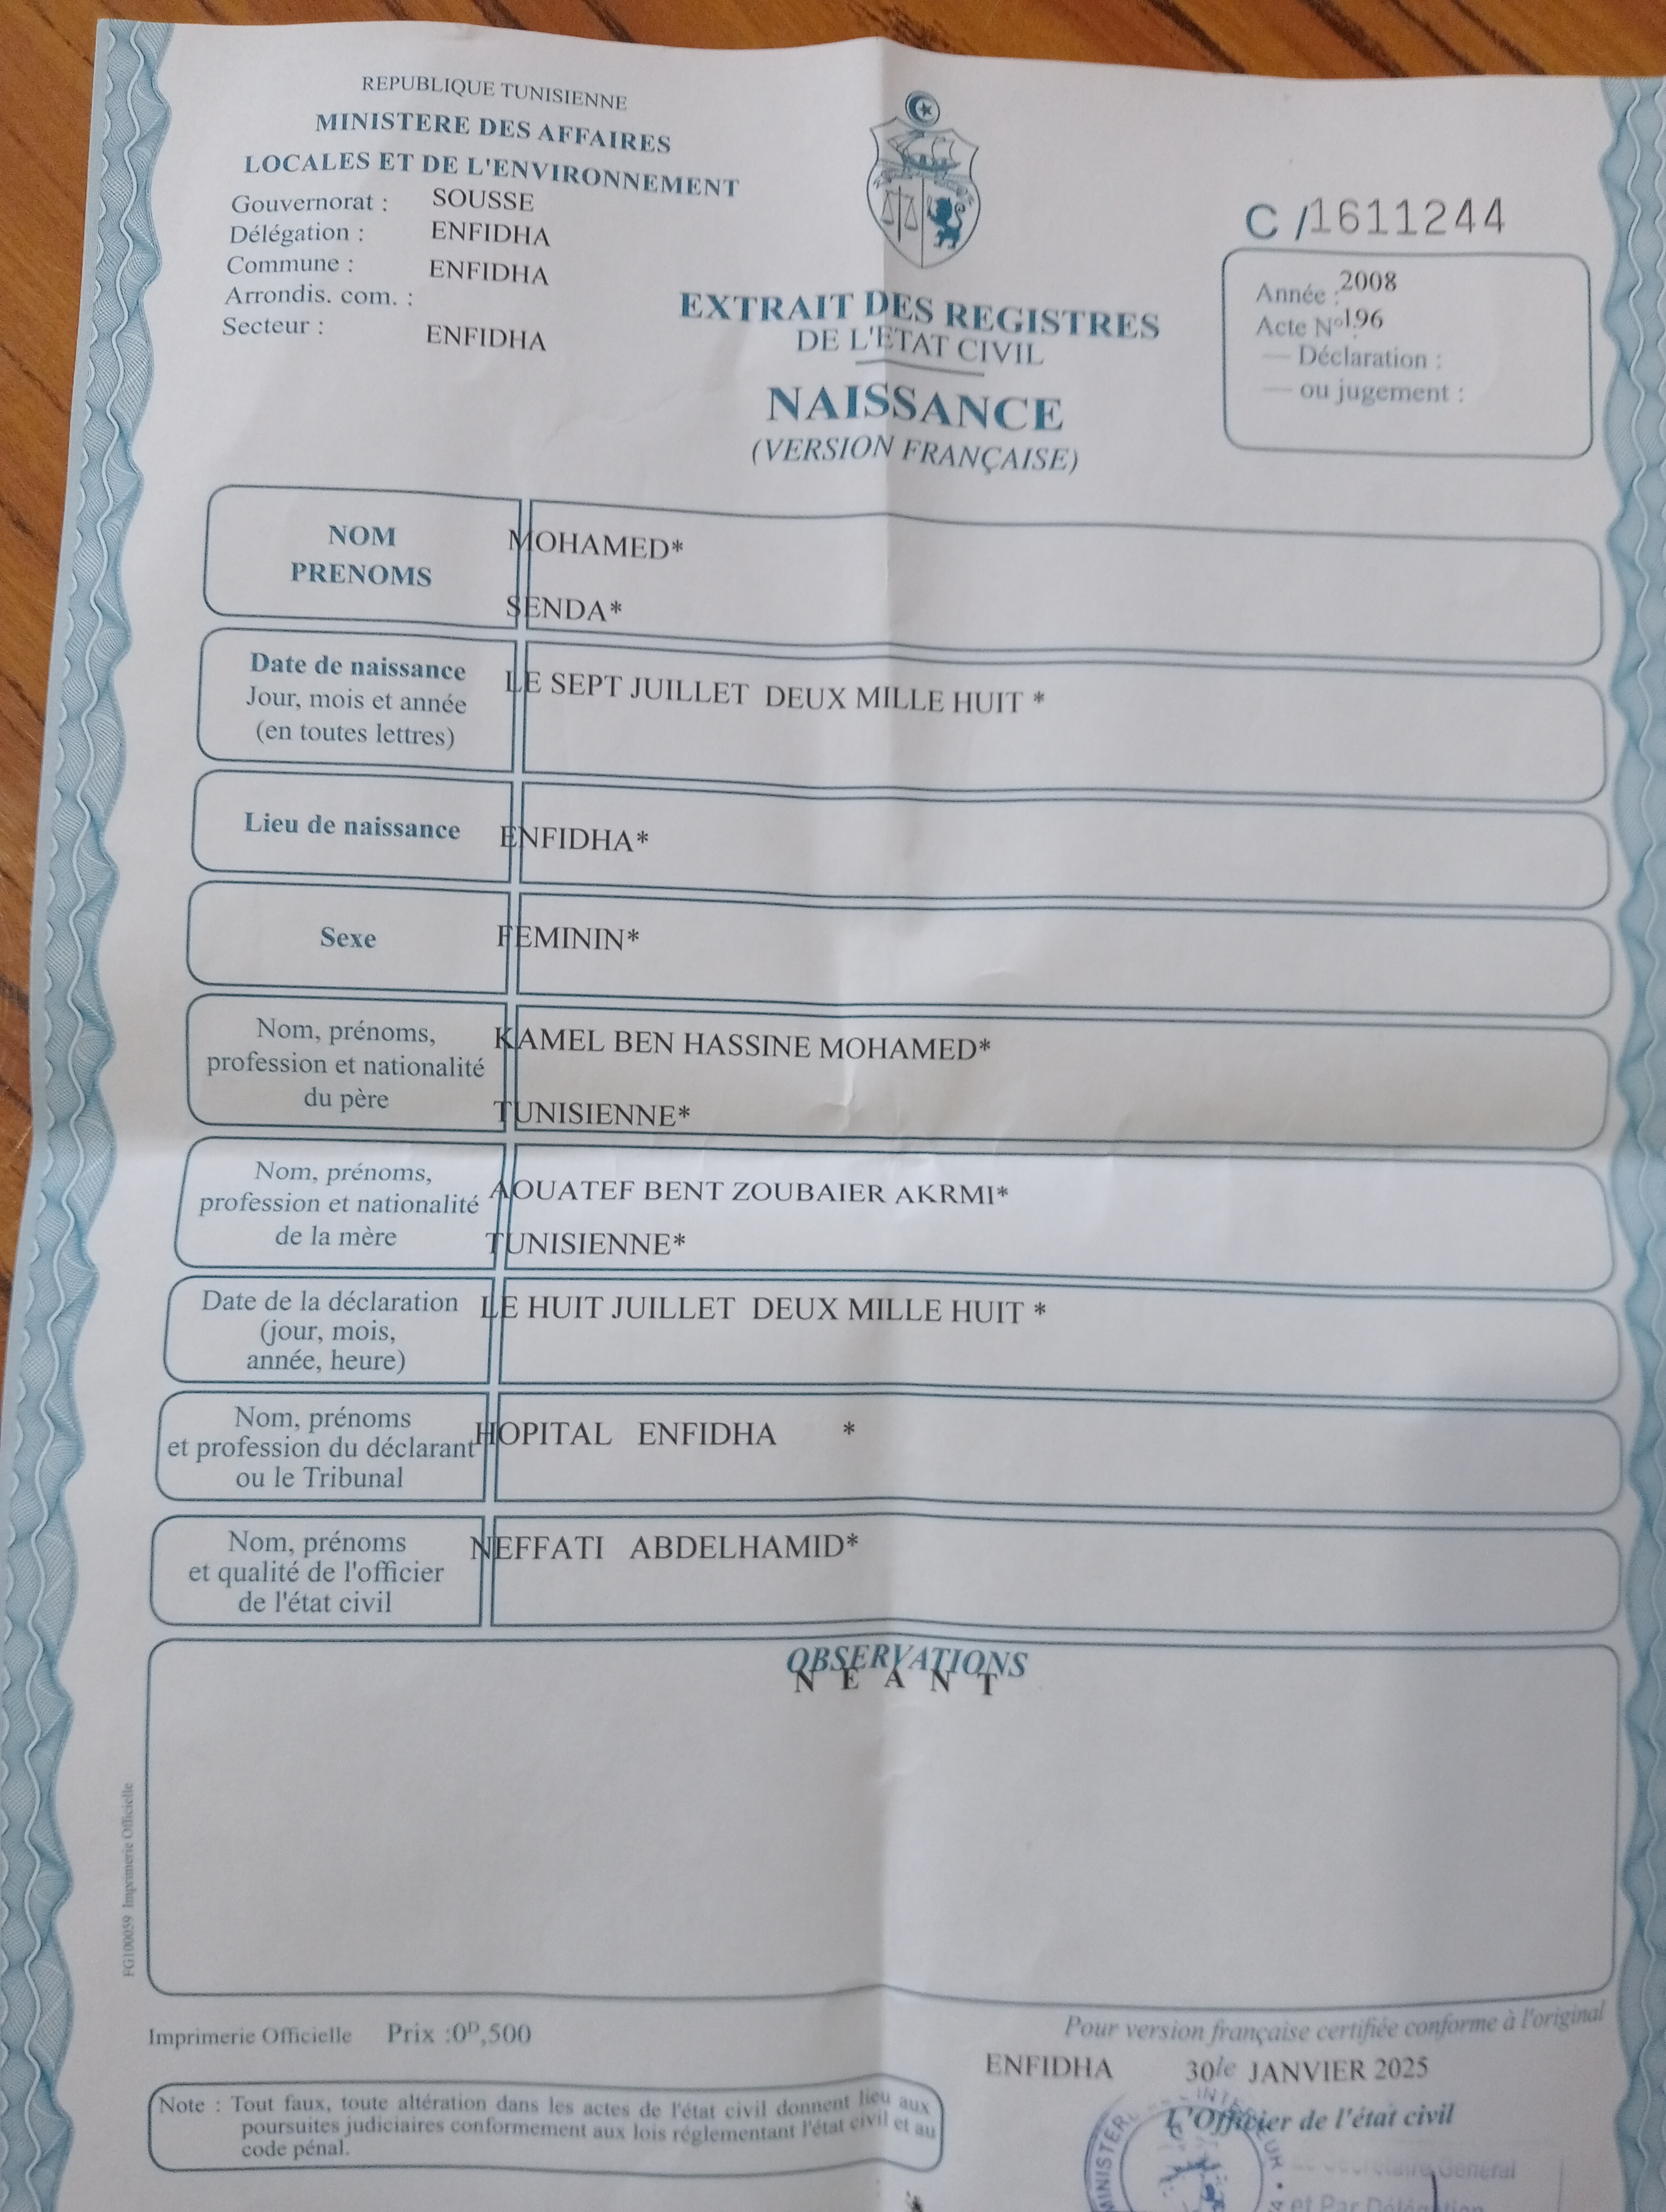 REPUBLIQUE TUNISIENNE
MINISTERE DES AFFAIRES
LOCALES ET DE L'ENVIRONNEMENT
Gouvernorat : SOUSSE
Délégation : ENFIDHA
Commune : ENFIDHA
Arrondis. com. :
Secteur : ENFIDHA
EXTRAIT DES REGISTRES
DE L'ETAT CIVIL
NAISSANCE
(VERSION FRANÇAISE)
C /1611244
Année : 2008
Acte N° 196
— Déclaration :
— ou jugement :
NOM
PRENOMS
MOHAMED*
SENDA*
Date de naissance
Jour, mois et année
(en toutes lettres)
LE SEPT JUILLET DEUX MILLE HUIT *
Lieu de naissance
ENFIDHA*
Sexe
FEMININ*
Nom, prénoms,
profession et nationalité
du père
KAMEL BEN HASSINE MOHAMED*
TUNISIENNE*
Nom, prénoms,
profession et nationalité
de la mère
AOUATEF BENT ZOUBAIER AKRMI*
TUNISIENNE*
Date de la déclaration
(jour, mois,
année, heure)
LE HUIT JUILLET DEUX MILLE HUIT *
Nom, prénoms
et profession du déclarant
ou le Tribunal
HOPITAL ENFIDHA *
Nom, prénoms
et qualité de l'officier
de l'état civil
NEFFATI ABDELHAMID*
OBSERVATIONS
N E A N T
FG100059 Imprimerie Officielle
Imprimerie Officielle Prix :0ᴰ,500
Pour version française certifiée conforme à l'original
ENFIDHA 30 le JANVIER 2025
L'Officier de l'état civil
Note : Tout faux, toute altération dans les actes de l'état civil donnent lieu aux
poursuites judiciaires conformement aux lois réglementant l'état civil et au
code pénal.
Secrétaire Général
et Par Délégation